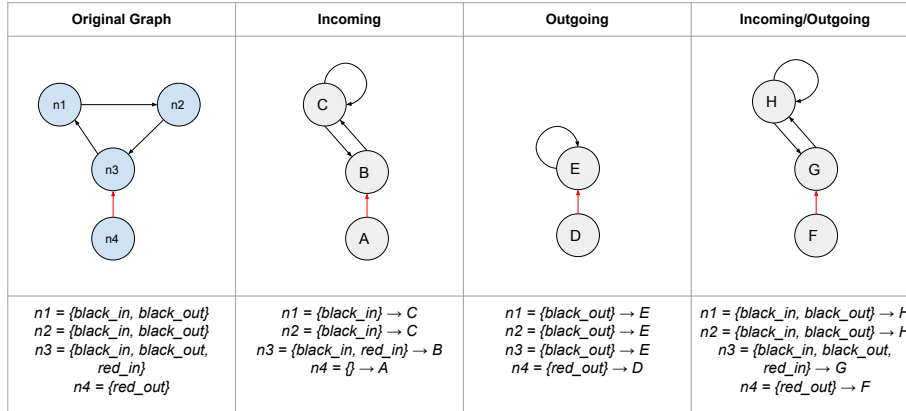 Original Graph
Incoming
Outgoing
Incoming/Outgoing
n1
n2
n3
n4
C
B
A
E
D
H
G
F
n1 = {black_in, black_out}
n2 = {black_in, black_out}
n3 = {black_in, black_out,
red_in}
n4 = {red_out}
n1 = {black_in} → C
n2 = {black_in} → C
n3 = {black_in, red_in} → B
n4 = {} → A
n1 = {black_out} → E
n2 = {black_out} → E
n3 = {black_out} → E
n4 = {red_out} → D
n1 = {black_in, black_out} → H
n2 = {black_in, black_out} → H
n3 = {black_in, black_out,
red_in} → G
n4 = {red_out} → F